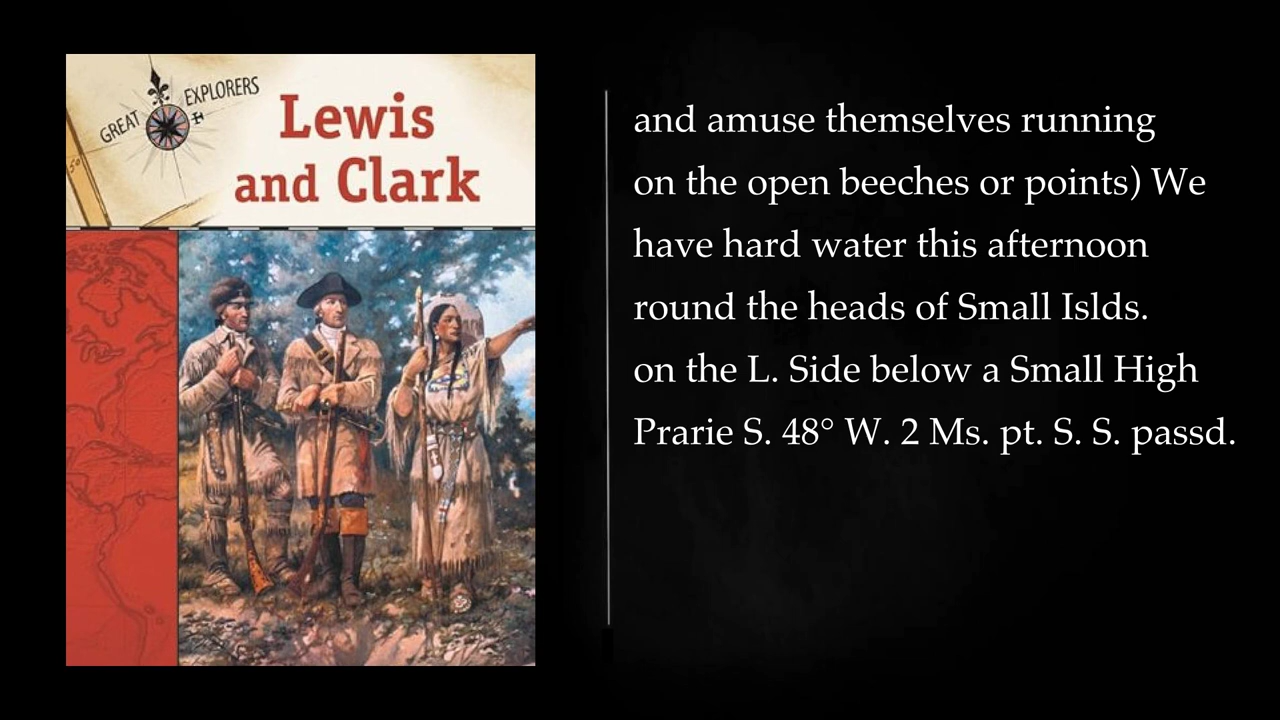 GREAT EXPLORERS
Lewis
and Clark
50
and amuse themselves running
on the open beeches or points) We
have hard water this afternoon
round the heads of Small Islds.
on the L. Side below a Small High
Prarie S. 48° W. 2 Ms. pt. S. S. passd.